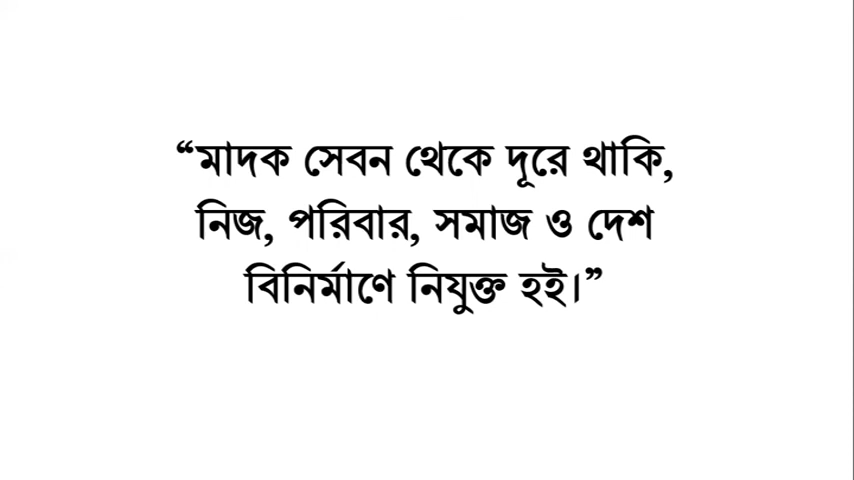 “মাদক সেবন থেকে দূরে থাকি,
নিজ, পরিবার, সমাজ ও দেশ
বিনির্মাণে নিযুক্ত হই।”